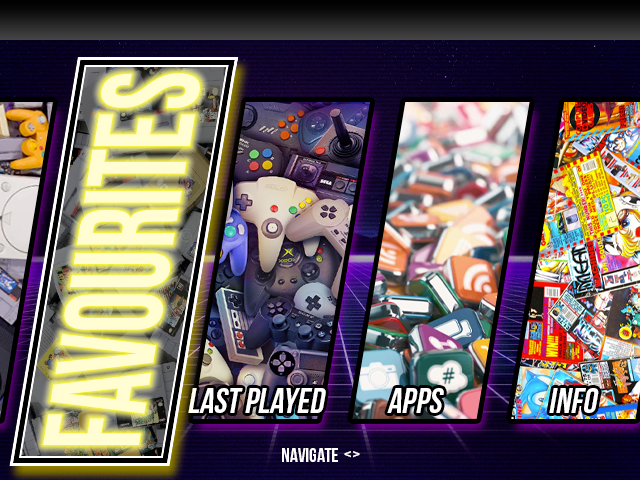 FAVOURITES
LAST PLAYED
APPS
INFO
NAVIGATE <>